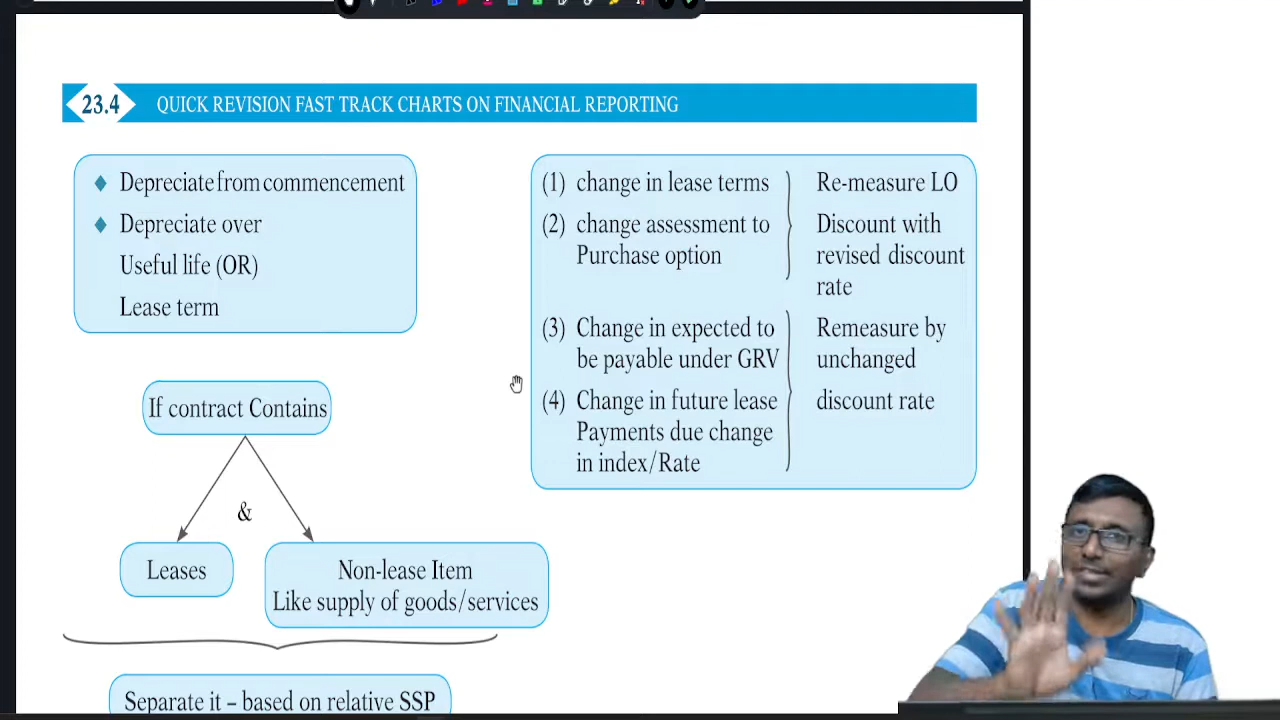 23.4 QUICK REVISION FAST TRACK CHARTS ON FINANCIAL REPORTING
♦ Depreciate from commencement
♦ Depreciate over
Useful life (OR)
Lease term
(1) change in lease terms
(2) change assessment to
Purchase option
Re-measure LO
Discount with
revised discount
rate
(3) Change in expected to
be payable under GRV
(4) Change in future lease
Payments due change
in index/Rate
Remeasure by
unchanged
discount rate
If contract Contains
&
Leases
Non-lease Item
Like supply of goods/services
Separate it – based on relative SSP